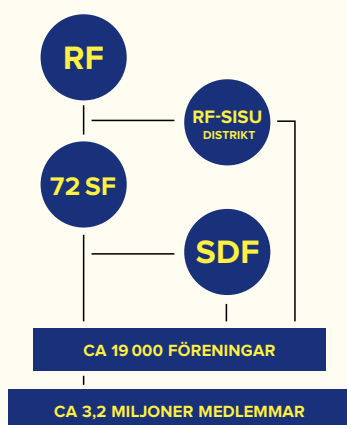 RF
RF-SISU
DISTRIKT
72 SF
SDF
CA 19 000 FÖRENINGAR
CA 3,2 MILJONER MEDLEMMAR